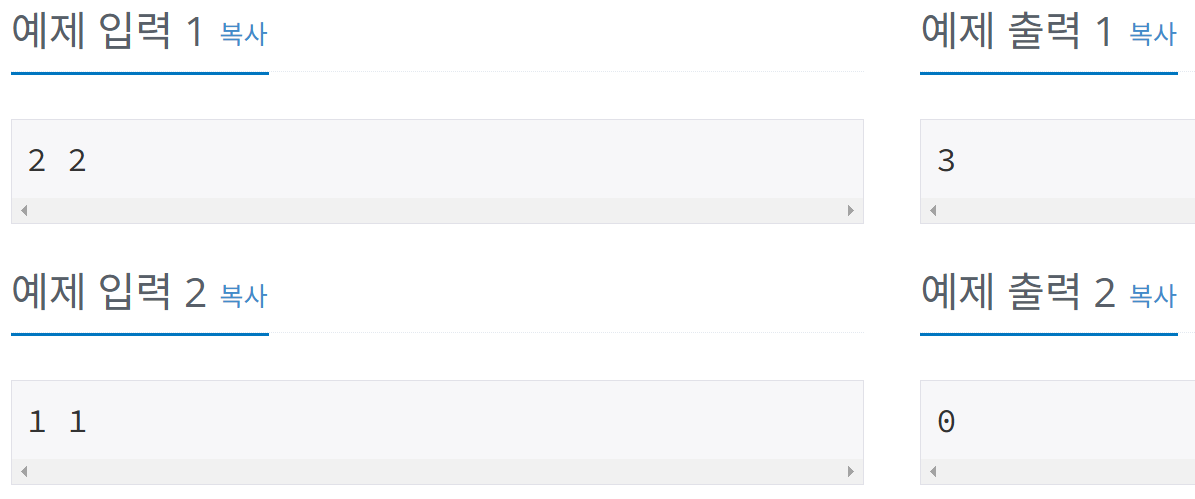 예제 입력 1 복사
예제 출력 1 복사
2 2
3
예제 입력 2 복사
예제 출력 2 복사
1 1
0